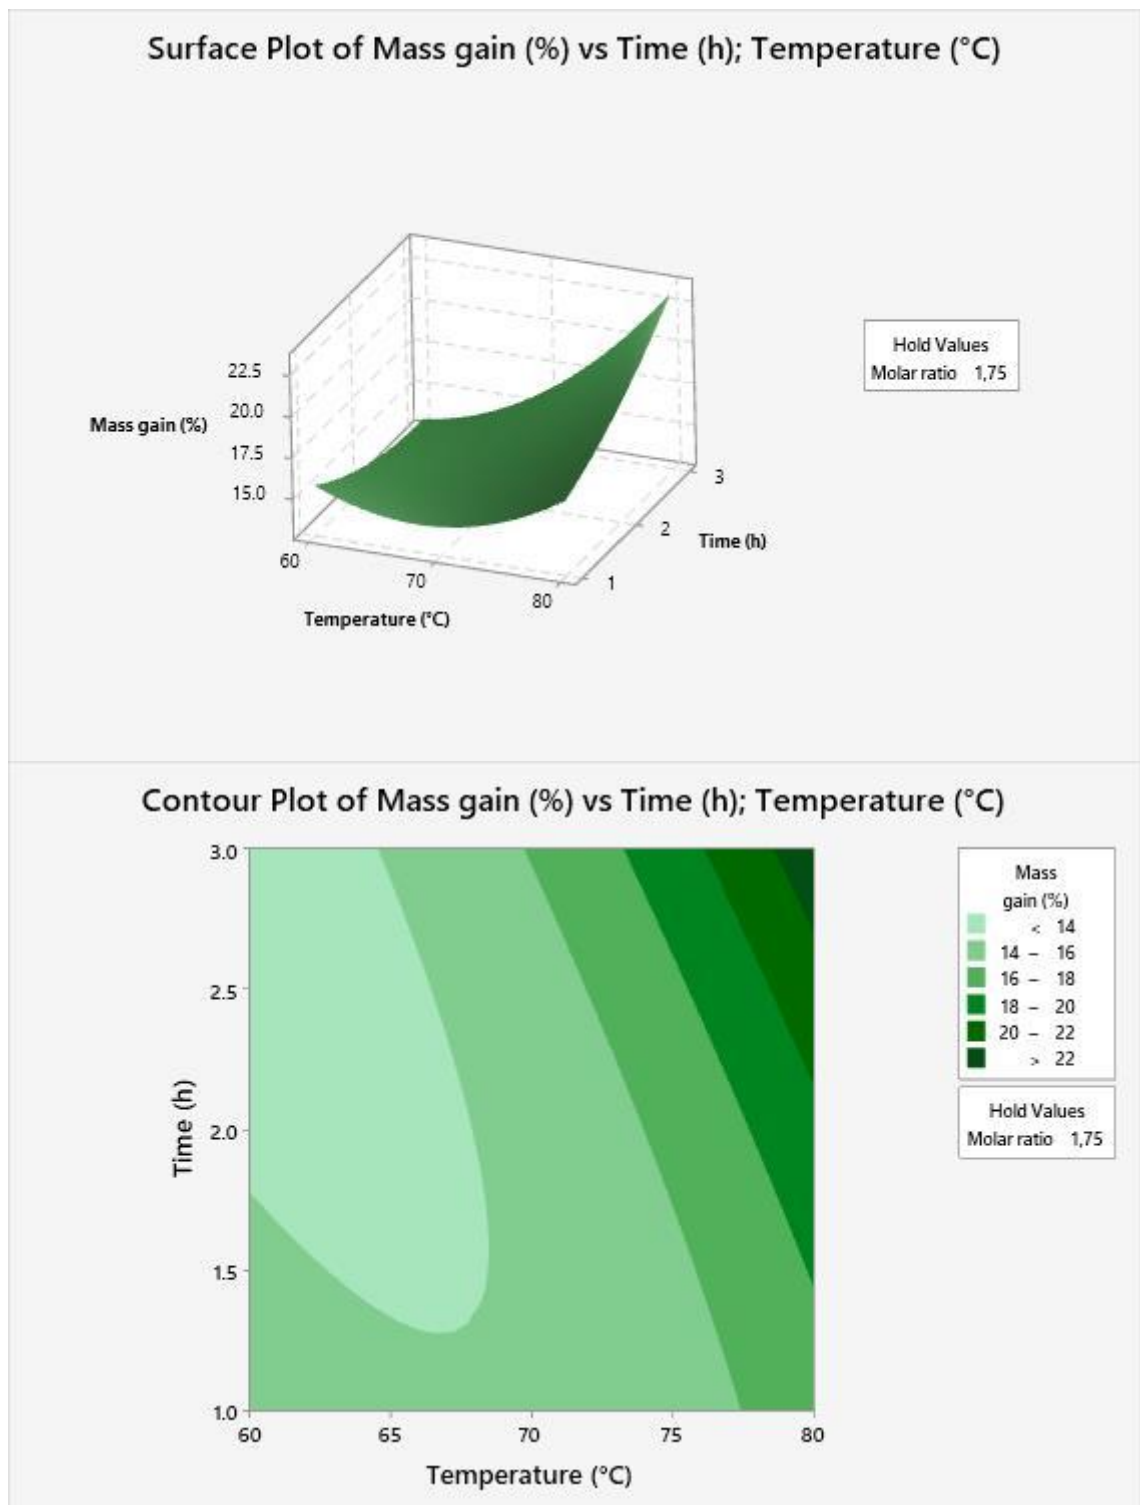 Surface Plot of Mass gain (%) vs Time (h); Temperature (°C)
Hold Values
Molar ratio 1,75
22.5
20.0
17.5
15.0
Mass gain (%)
60
70
80
Temperature (°C)
1
2
3
Time (h)
Contour Plot of Mass gain (%) vs Time (h); Temperature (°C)
3.0
2.5
2.0
1.5
1.0
Time (h)
60
65
70
75
80
Temperature (°C)
Mass
gain (%)
< 14
14 – 16
16 – 18
18 – 20
20 – 22
> 22
Hold Values
Molar ratio 1,75